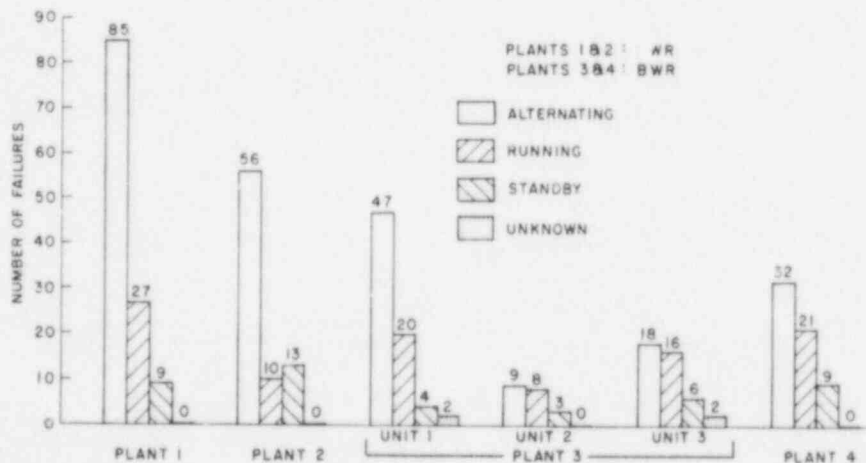 NUMBER OF FAILURES
90
80
70
60
50
40
30
20
10
0
PLANTS 1 & 2 : WR
PLANTS 3 & 4 : BWR
ALTERNATING
RUNNING
STANDBY
UNKNOWN
85
27
9
0
56
10
13
0
47
20
4
2
9
8
3
0
18
16
6
2
32
21
9
0
UNIT 1
UNIT 2
UNIT 3
PLANT 1
PLANT 2
PLANT 3
PLANT 4